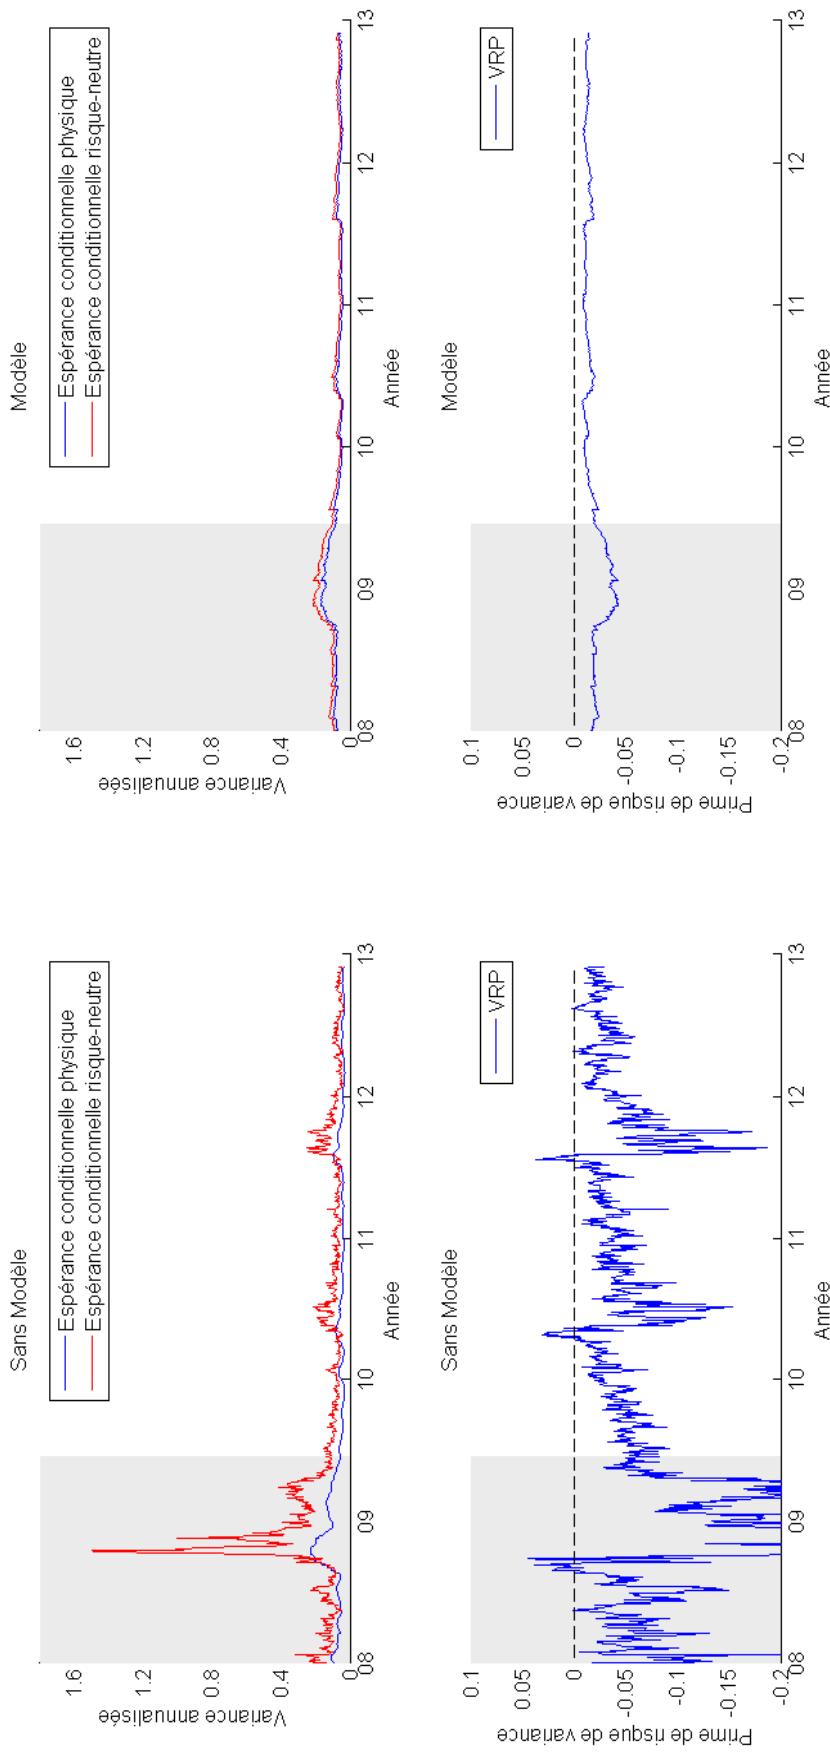 Sans Modèle
Espérance conditionnelle physique
Espérance conditionnelle risque-neutre
Variance annualisée
1.6
1.2
0.8
0.4
0
08
09
10
11
12
13
Année
Modèle
Espérance conditionnelle physique
Espérance conditionnelle risque-neutre
Variance annualisée
1.6
1.2
0.8
0.4
0
08
09
10
11
12
13
Année
Sans Modèle
VRP
Prime de risque de variance
0.1
0.05
0
-0.05
-0.1
-0.15
-0.2
08
09
10
11
12
13
Année
Modèle
VRP
Prime de risque de variance
0.1
0.05
0
-0.05
-0.1
-0.15
-0.2
08
09
10
11
12
13
Année